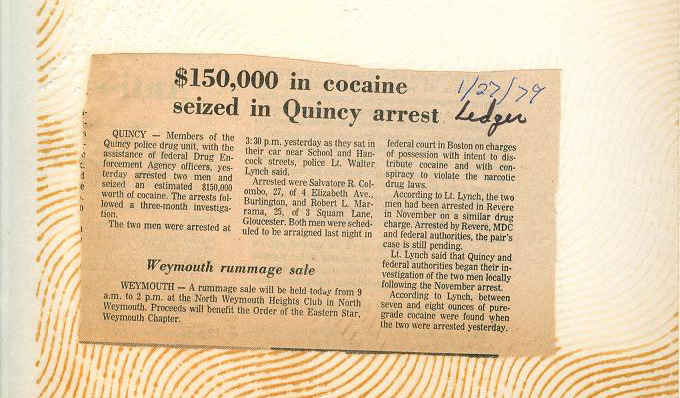 $150,000 in cocaine
seized in Quincy arrest
1/27/79
Ledger
QUINCY — Members of the
Quincy police drug unit, with the
assistance of federal Drug En-
forcement Agency officers, yes-
terday arrested two men and
seized an estimated $150,000
worth of cocaine. The arrests fol-
lowed a three-month investiga-
tion.
The two men were arrested at
3:30 p.m. yesterday as they sat in
their car near School and Han-
cock streets, police Lt. Walter
Lynch said.
Arrested were Salvatore R. Col-
ombo, 27, of 4 Elizabeth Ave.,
Burlington, and Robert L. Mar-
rama, 25, of 3 Square Lane,
Gloucester. Both men were sched-
uled to be arraigned last night in
federal court in Boston on charges
of possession with intent to dis-
tribute cocaine and with con-
spiracy to violate the narcotic
drug laws.
According to Lt. Lynch, the two
men had been arrested in Revere
in November on a similar drug
charge. Arrested by Revere, MDC
and federal authorities, the pair's
case is still pending.
Lt. Lynch said that Quincy and
federal authorities began their in-
vestigation of the two men locally
following the November arrest.
According to Lynch, between
seven and eight ounces of pure-
grade cocaine were found when
the two were arrested yesterday.
Weymouth rummage sale
WEYMOUTH — A rummage sale will be held today from 9
a.m. to 2 p.m. at the North Weymouth Heights Club in North
Weymouth. Proceeds will benefit the Order of the Eastern Star,
Weymouth Chapter.